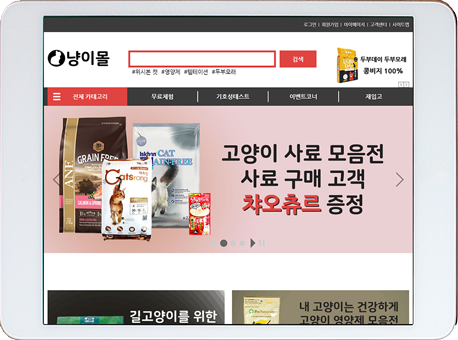 로그인 | 회원가입 | 마이페이지 | 고객센터 | 사이트맵
냥이몰
검색
#위시본 캣 #영양제 #릴테이션 #두부모래
두부데이 두부모래
콩비지 100%
전체 카테고리
무료체험
기호성테스트
이벤트코너
재입고
ANF
GRAIN FREE
SALMON &
Catsrang
CAT
GRAIN-FREE
고양이 사료 모음전
사료 구매 고객
챠오츄르 증정
길고양이를 위한
내 고양이는 건강하게
고양이 영양제 모음전